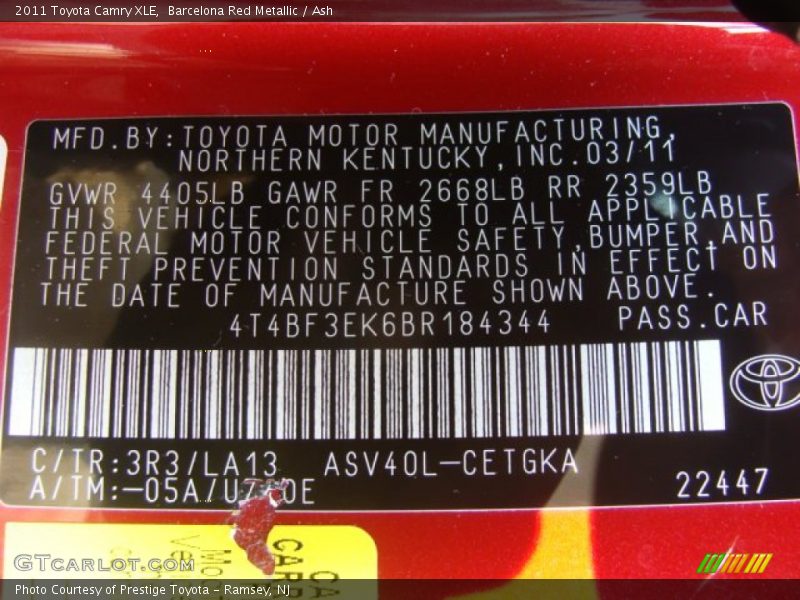 2011 Toyota Camry XLE,  Barcelona Red Metallic / Ash
MFD.BY:TOYOTA MOTOR MANUFACTURING,
NORTHERN KENTUCKY,INC.03/11
GVWR 4405LB GAWR FR 2668LB RR 2359LB
THIS VEHICLE CONFORMS TO ALL APPLICABLE
FEDERAL MOTOR VEHICLE SAFETY,BUMPER,AND
THEFT PREVENTION STANDARDS IN EFFECT ON
THE DATE OF MANUFACTURE SHOWN ABOVE.
4T4BF3EK6BR184344 PASS.CAR
C/TR:3R3/LA13 ASV40L-CETGKA
A/TM:-05A/
22447
GTCARLOT.COM
Photo Courtesy of Prestige Toyota - Ramsey, NJ